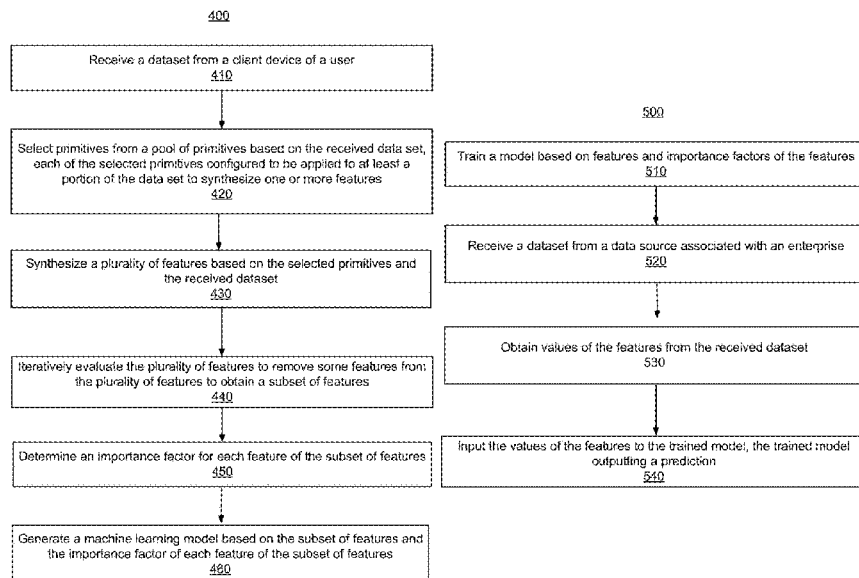 400
Receive a dataset from a client device of a user
410
Select primitives from a pool of primitives based on the received data set,
each of the selected primitives configured to be applied to at least a
portion of the data set to synthesize one or more features
420
Synthesize a plurality of features based on the selected primitives and
the received dataset
430
Iteratively evaluate the plurality of features to remove some features from
the plurality of features to obtain a subset of features
440
Determine an importance factor for each feature of the subset of features
450
Generate a machine learning model based on the subset of features and
the importance factor of each feature of the subset of features
460
500
Train a model based on features and importance factors of the features
510
Receive a dataset from a data source associated with an enterprise
520
Obtain values of the features from the received dataset
530
Input the values of the features to the trained model, the trained model
outputting a prediction
540